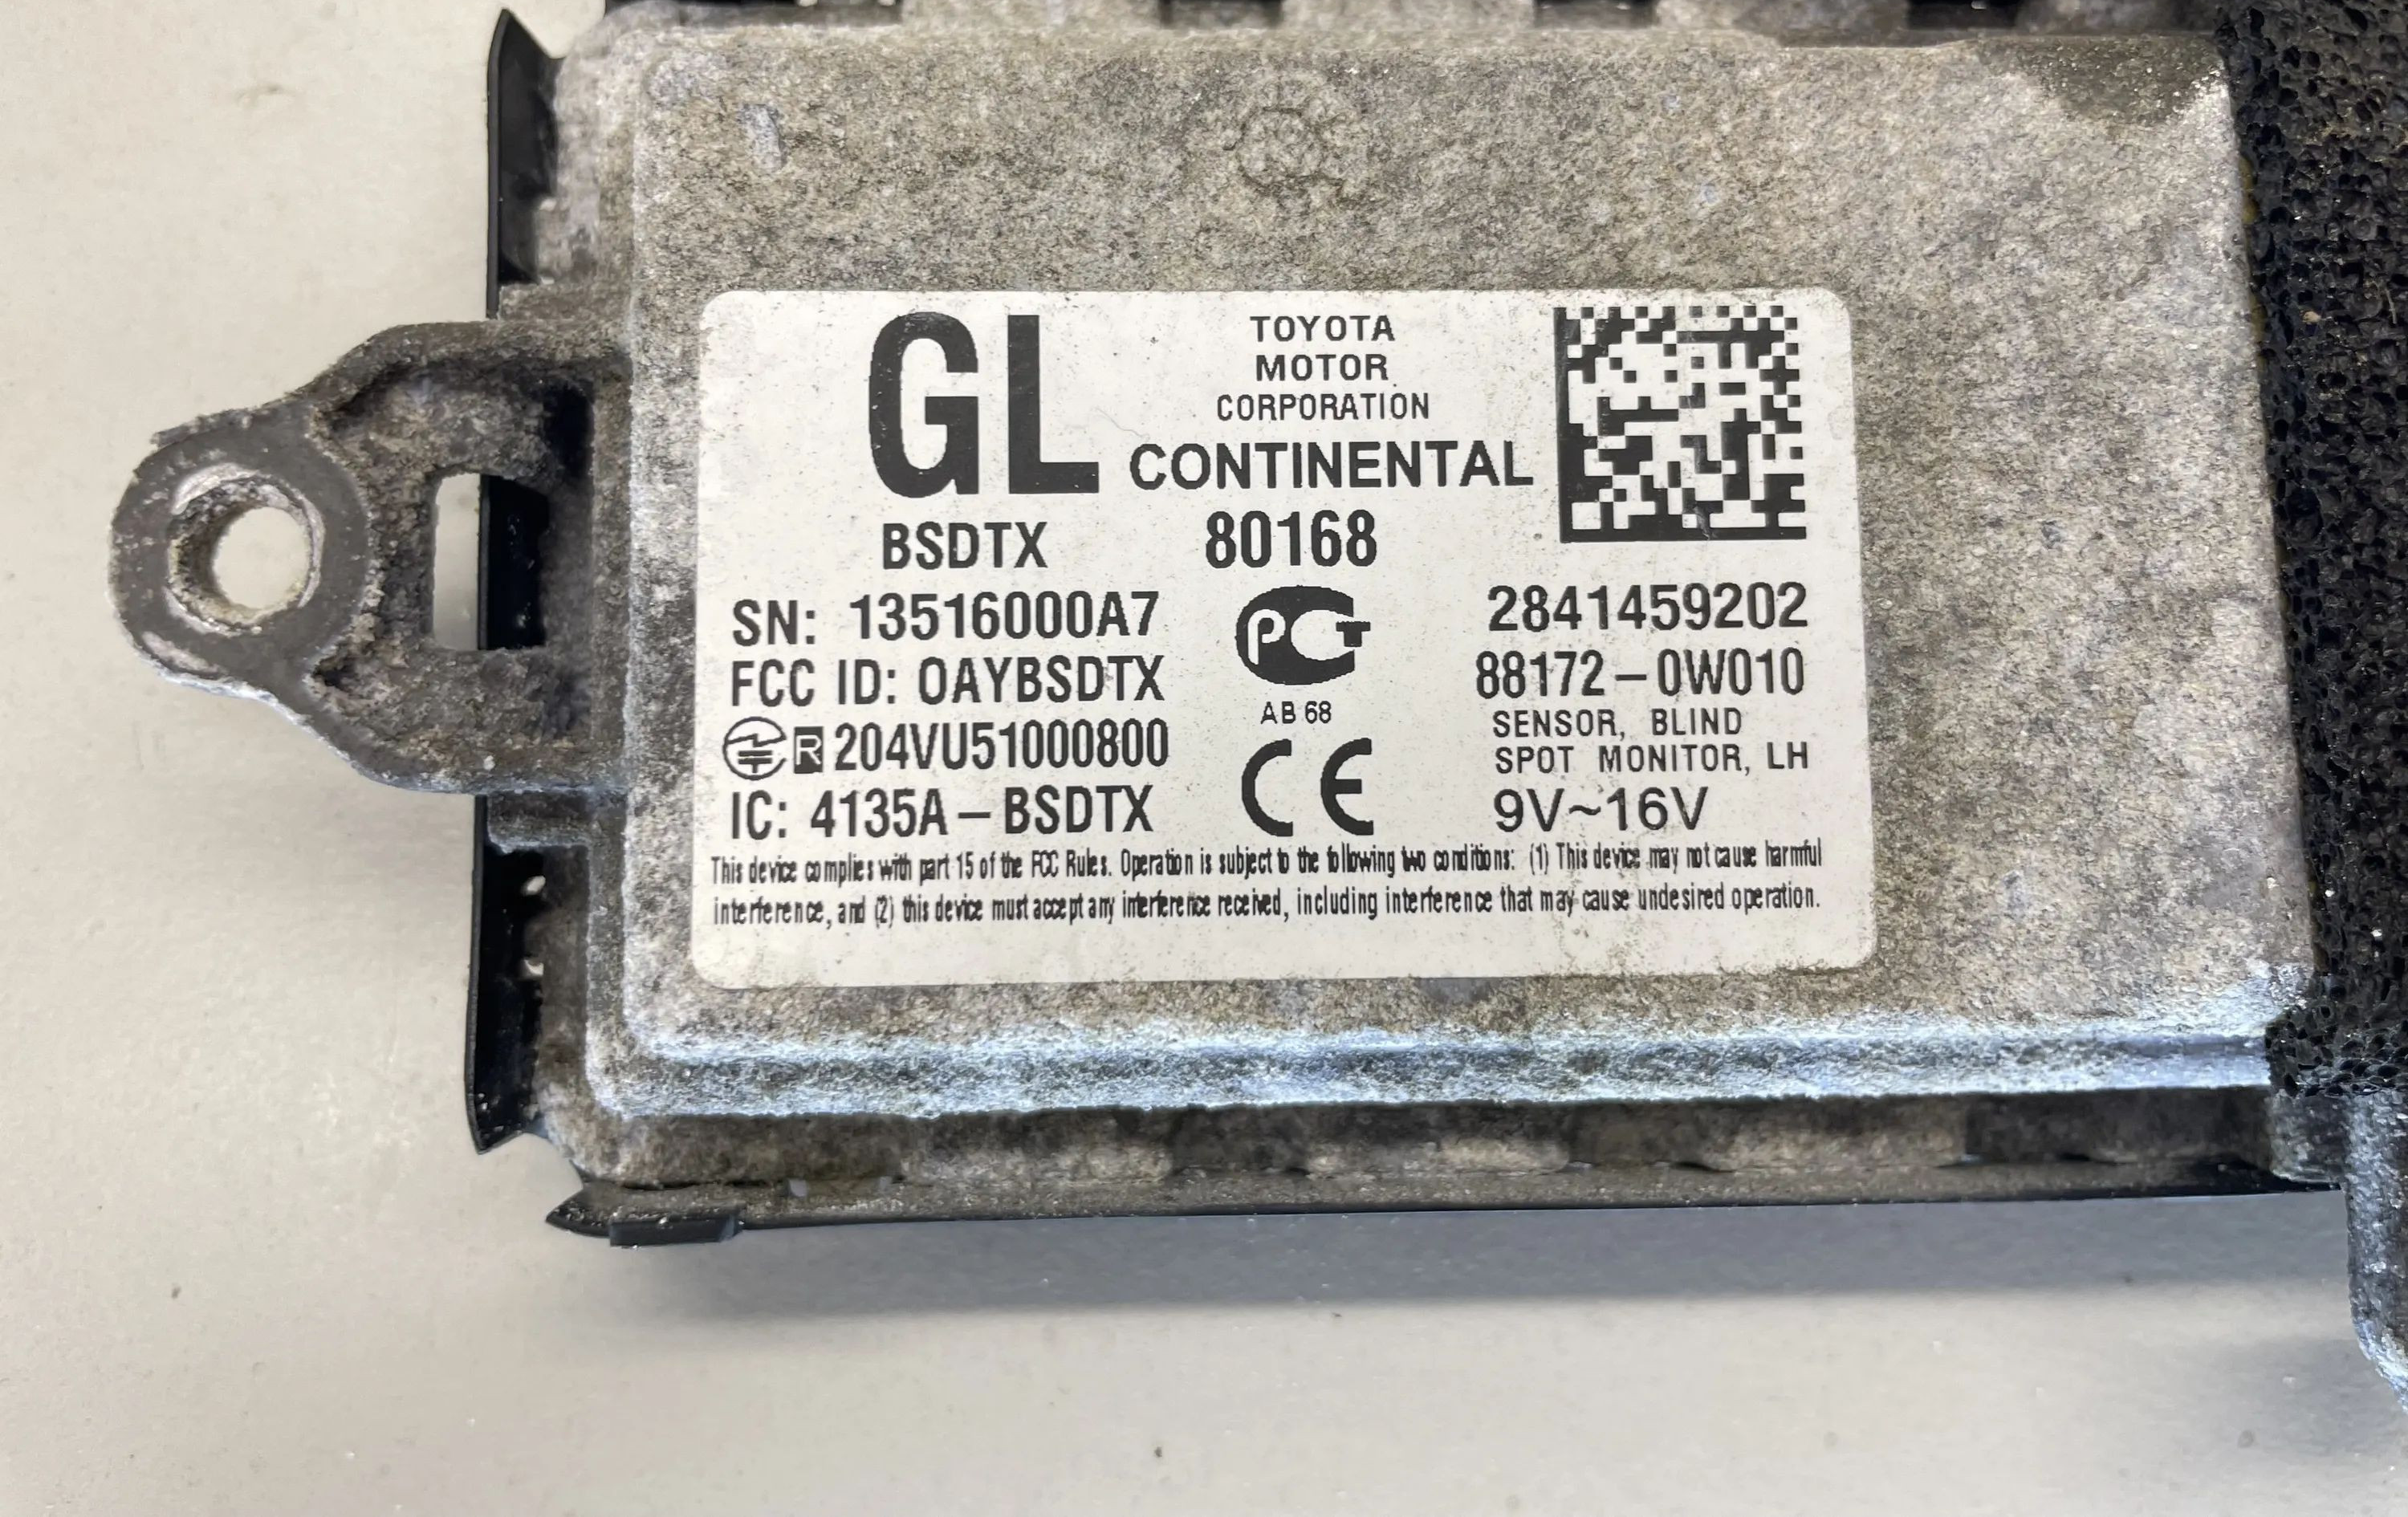 GL
TOYOTA
MOTOR
CORPORATION
CONTINENTAL
BSDTX 80168
SN: 13516000A7
FCC ID: OAYBSDTX
R 204VU51000800
IC: 4135A-BSDTX
PCT
AB 68
CE
2841459202
88172-0W010
SENSOR, BLIND
SPOT MONITOR, LH
9V~16V
This device complies with part 15 of the FCC Rules. Operation is subject to the following two conditions: (1) This device may not cause harmful
interference, and (2) this device must accept any interference received, including interference that may cause undesired operation.